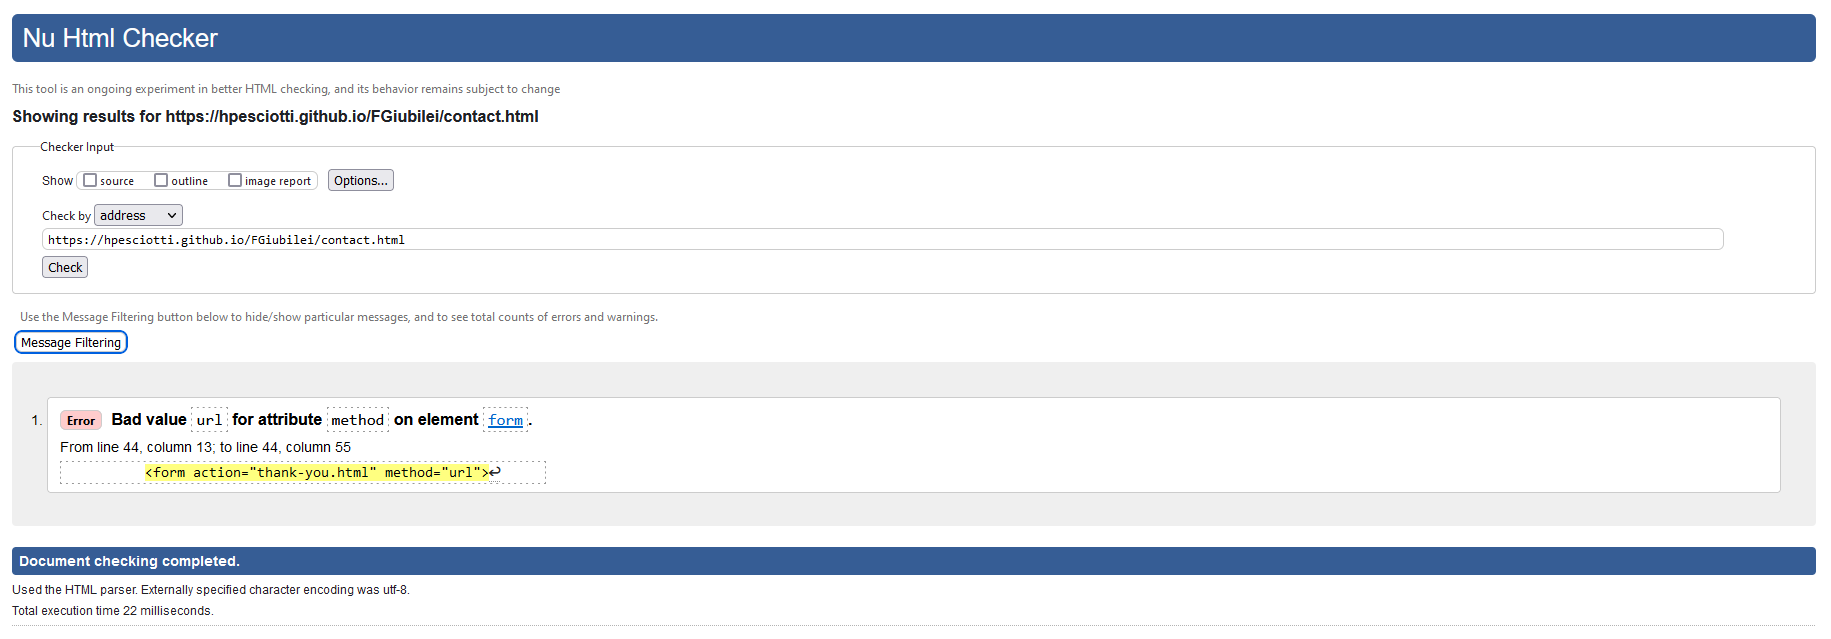 Nu Html Checker
This tool is an ongoing experiment in better HTML checking, and its behavior remains subject to change
Showing results for https://hpesciotti.github.io/FGiubilei/contact.html
Checker Input
Show source outline image report Options...
Check by address
https://hpesciotti.github.io/FGiubilei/contact.html
Check
Use the Message Filtering button below to hide/show particular messages, and to see total counts of errors and warnings.
Message Filtering
1. Error Bad value url for attribute method on element form.
From line 44, column 13; to line 44, column 55
<form action="thank-you.html" method="url">↩
Document checking completed.
Used the HTML parser. Externally specified character encoding was utf-8.
Total execution time 22 milliseconds.